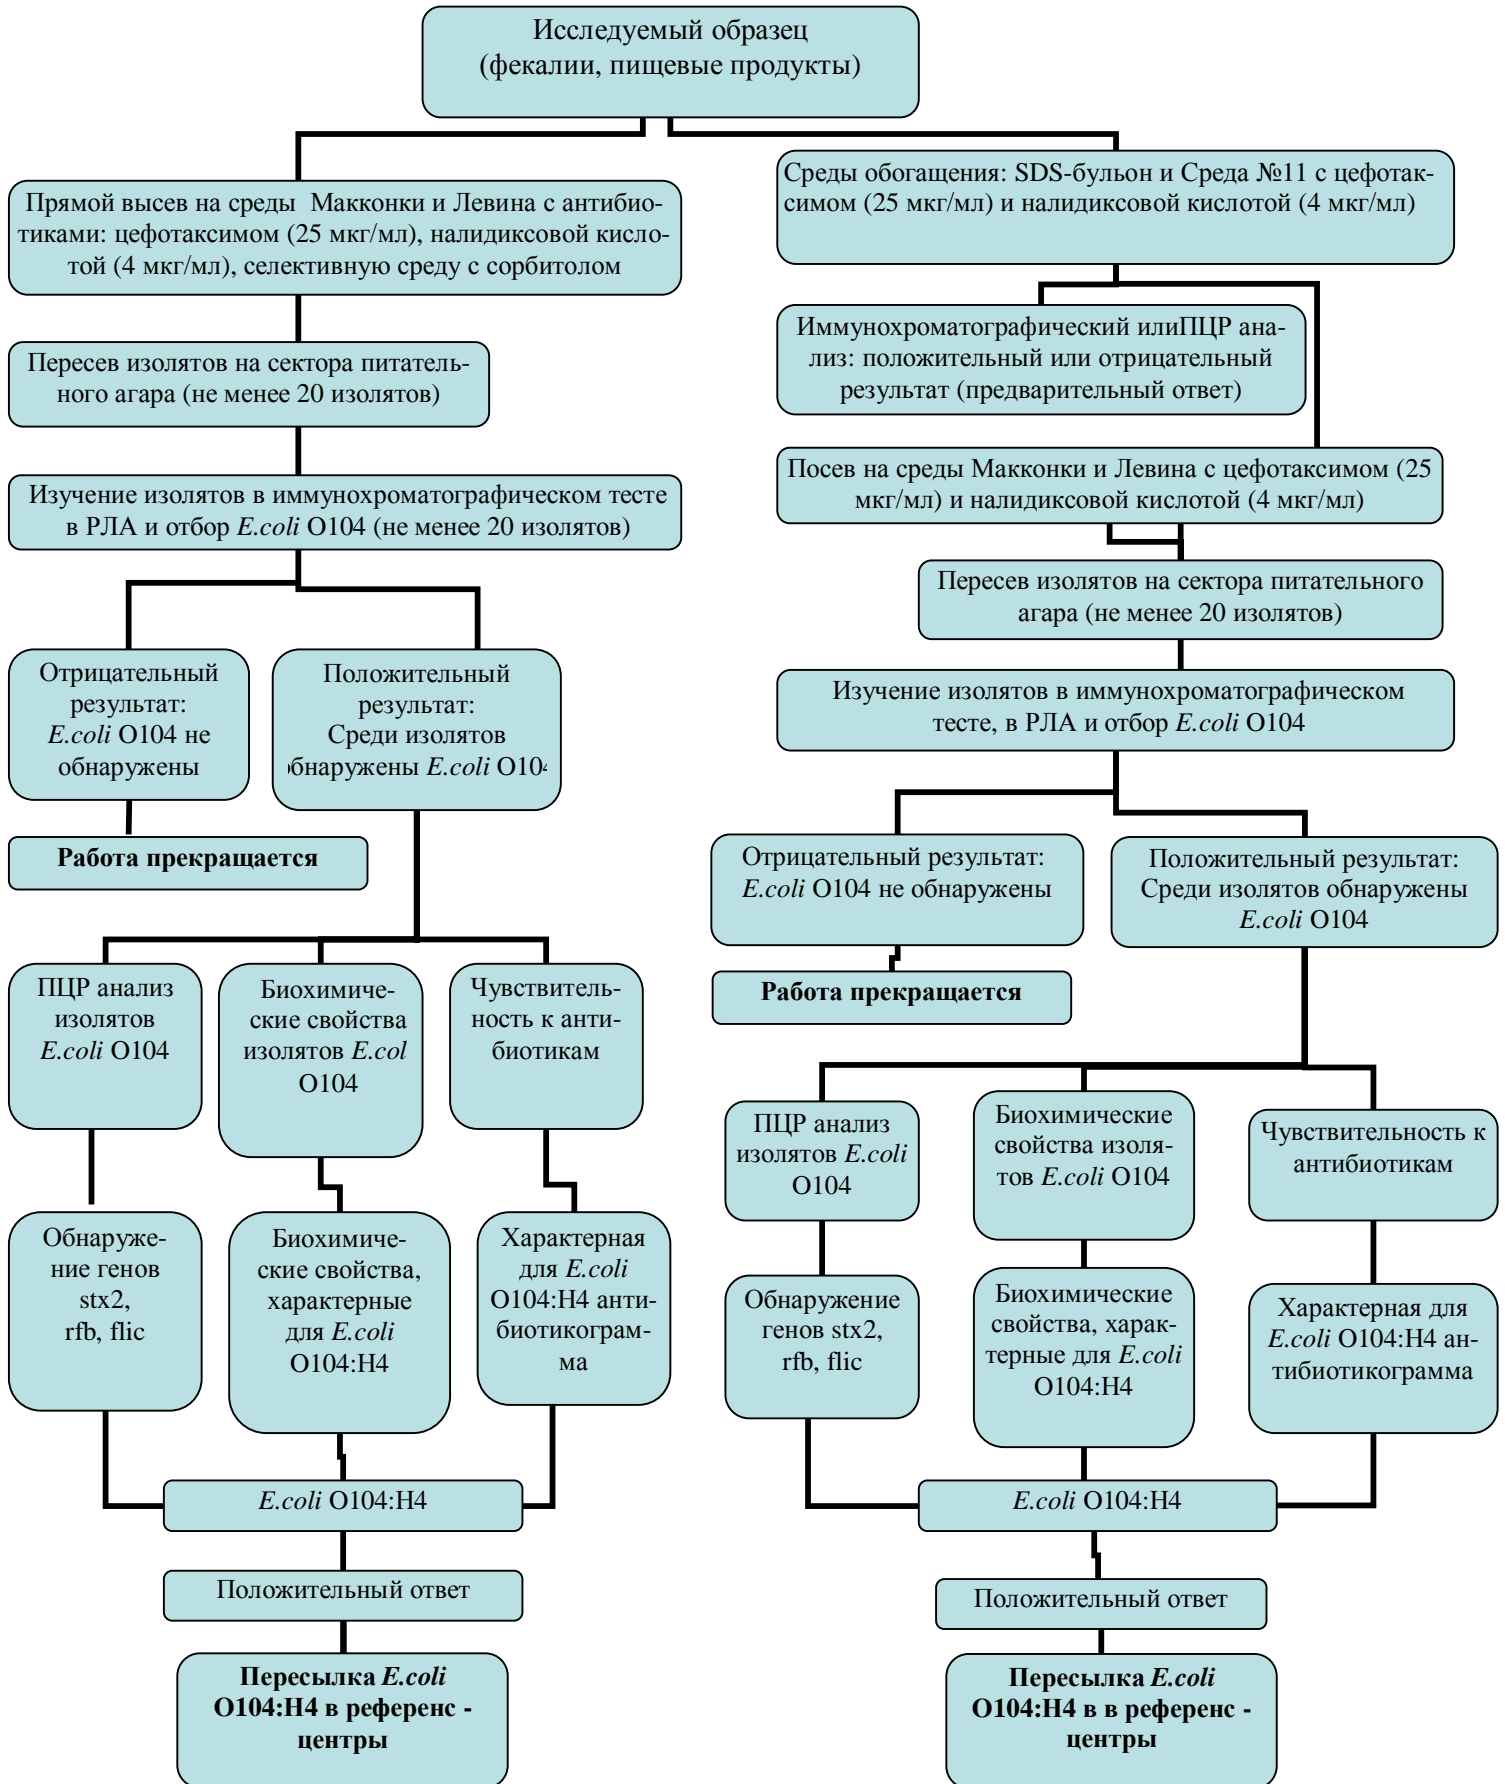 Исследуемый образец
(фекалии, пищевые продукты)
Прямой высев на среды Макконки и Левина с антибио-
тиками: цефотаксимом (25 мкг/мл), налидиксовой кисло-
той (4 мкг/мл), селективную среду с сорбитолом
Пересев изолятов на сектора питатель-
ного агара (не менее 20 изолятов)
Изучение изолятов в иммунохроматографическом тесте
в РЛА и отбор E.coli O104 (не менее 20 изолятов)
Отрицательный
результат:
E.coli O104 не
обнаружены
Положительный
результат:
Среди изолятов
обнаружены E.coli O104
Работа прекращается
ПЦР анализ
изолятов
E.coli O104
Биохимиче-
ские свойства
изолятов E.col
O104
Чувствитель-
ность к анти-
биотикам
Обнаруже-
ние генов
stx2,
rfb, flic
Биохимиче-
ские свойства,
характерные
для E.coli
O104:H4
Характерная
для E.coli
O104:H4 анти-
биотикограм-
ма
E.coli O104:H4
Положительный ответ
Пересылка E.coli
O104:H4 в референс -
центры
Среды обогащения: SDS-бульон и Среда №11 с цефотак-
симом (25 мкг/мл) и налидиксовой кислотой (4 мкг/мл)
Иммунохроматографический илиПЦР ана-
лиз: положительный или отрицательный
результат (предварительный ответ)
Посев на среды Макконки и Левина с цефотаксимом (25
мкг/мл) и налидиксовой кислотой (4 мкг/мл)
Пересев изолятов на сектора питательного
агара (не менее 20 изолятов)
Изучение изолятов в иммунохроматографическом
тесте, в РЛА и отбор E.coli O104
Отрицательный результат:
E.coli O104 не обнаружены
Положительный результат:
Среди изолятов обнаружены
E.coli O104
Работа прекращается
ПЦР анализ
изолятов E.coli
O104
Биохимические
свойства изоля-
тов E.coli O104
Чувствительность к
антибиотикам
Обнаружение
генов stx2,
rfb, flic
Биохимические
свойства, харак-
терные для E.coli
O104:H4
Характерная для
E.coli O104:H4 ан-
тибиотикограмма
E.coli O104:H4
Положительный ответ
Пересылка E.coli
O104:H4 в в референс -
центры